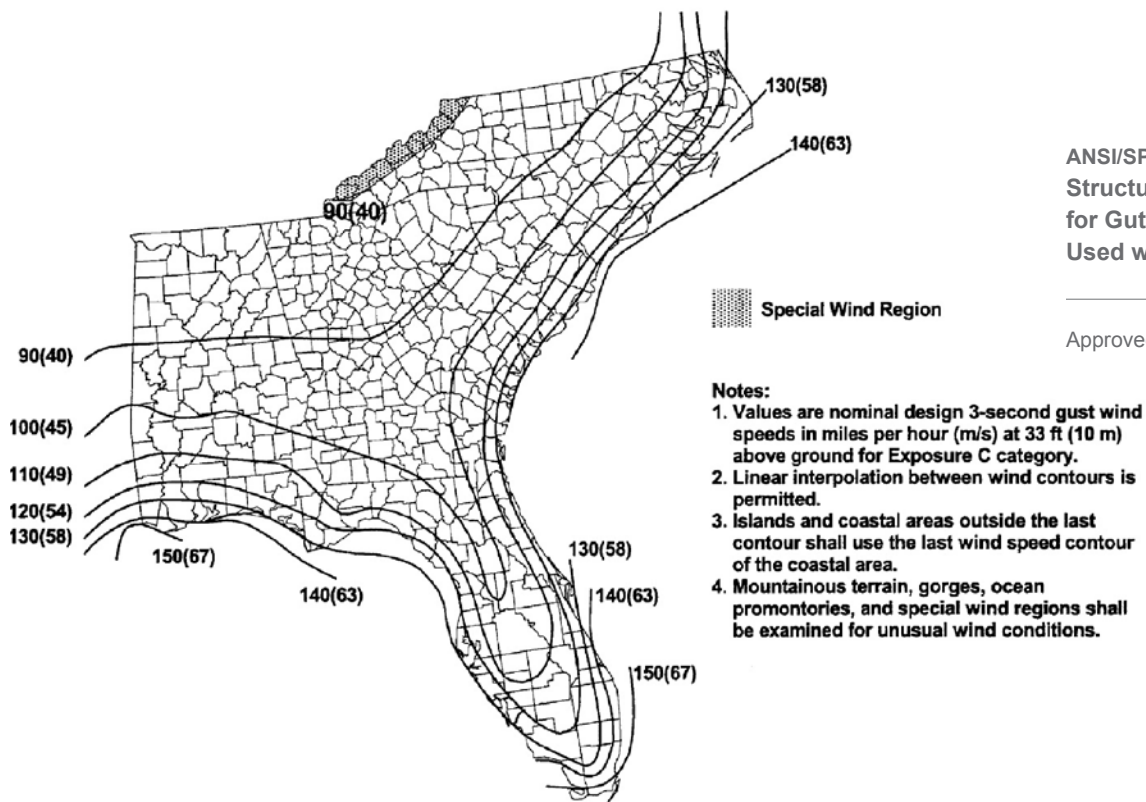 130(58)
140(63)
90(40)
90(40)
100(45)
110(49)
120(54)
130(58)
150(67)
140(63)
130(58)
140(63)
150(67)
Special Wind Region
Notes:
1. Values are nominal design 3-second gust wind
speeds in miles per hour (m/s) at 33 ft (10 m)
above ground for Exposure C category.
2. Linear interpolation between wind contours is
permitted.
3. Islands and coastal areas outside the last
contour shall use the last wind speed contour
of the coastal area.
4. Mountainous terrain, gorges, ocean
promontories, and special wind regions shall
be examined for unusual wind conditions.
ANSI/SP
Structu
for Gut
Used w
Approve